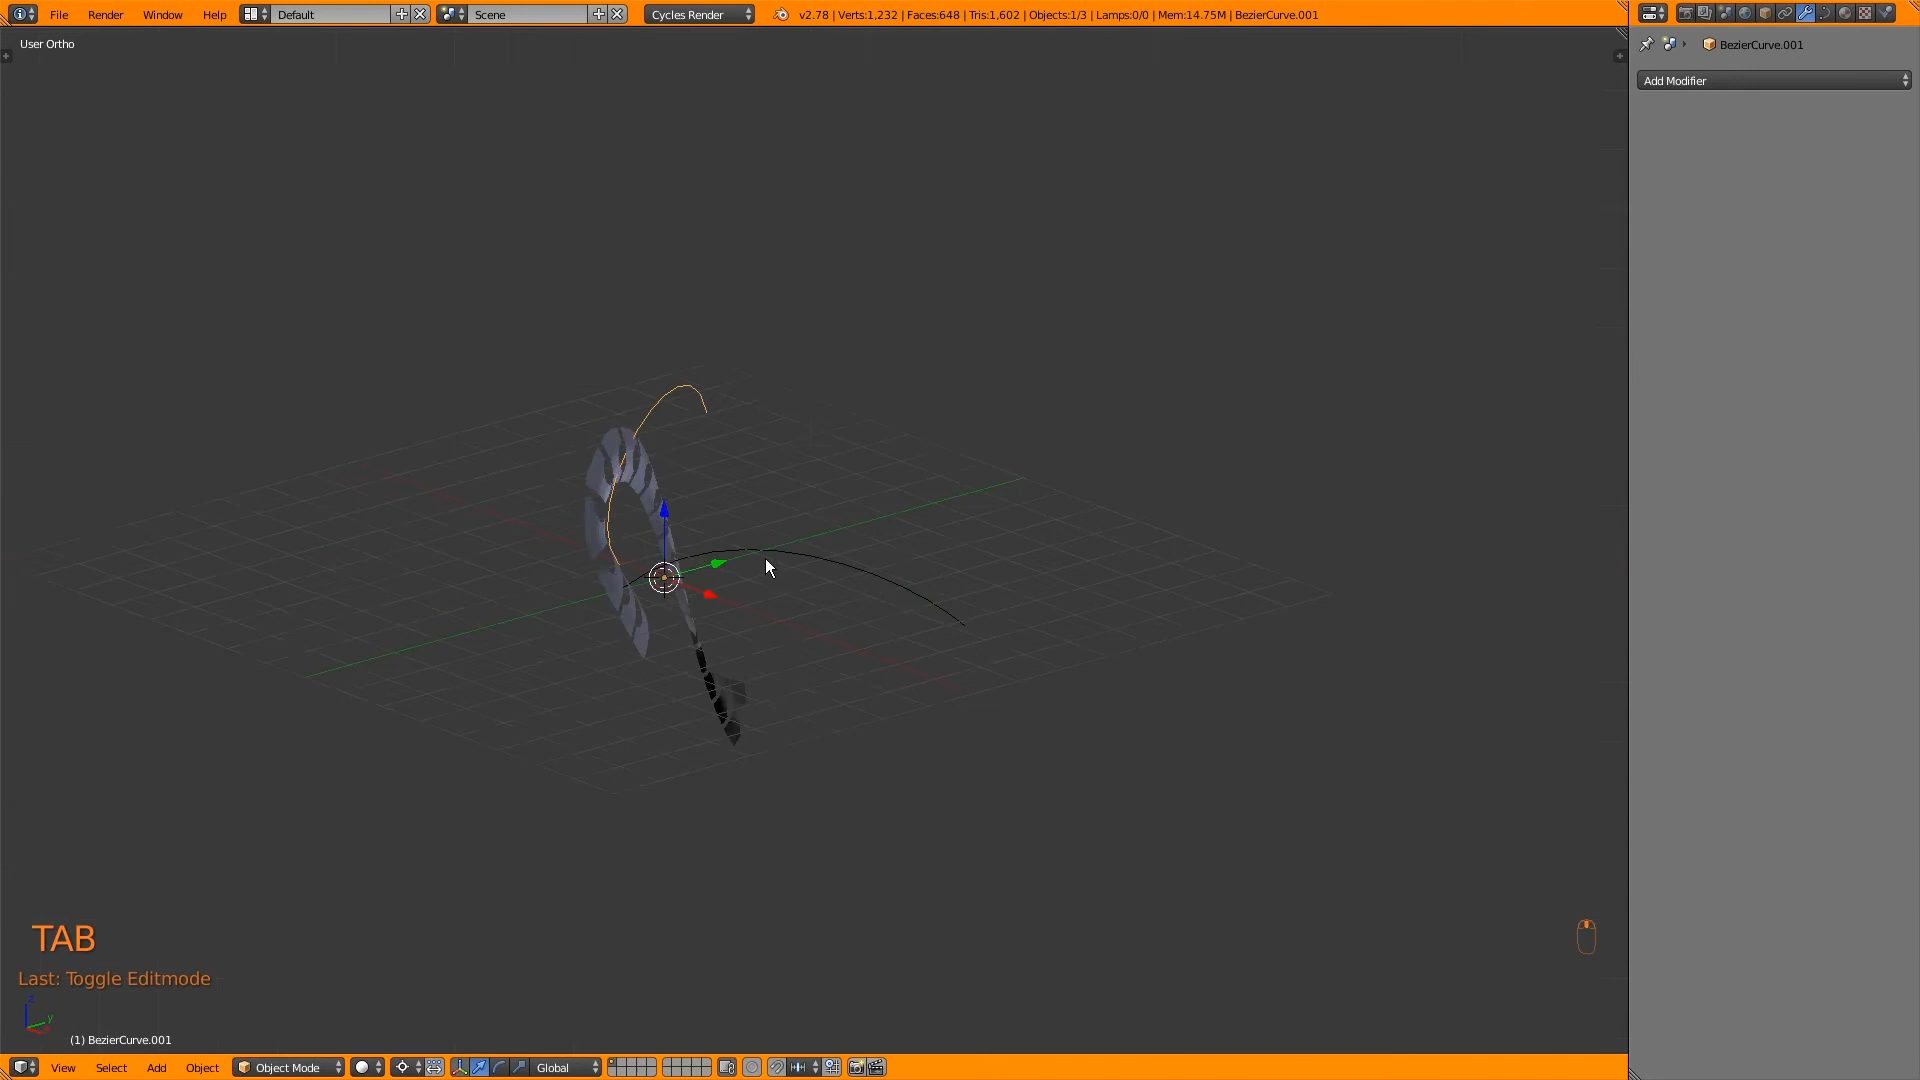 File Render Window Help Default Scene Cycles Render v2.78 | Verts:1,232 | Faces:648 | Tris:1,602 | Objects:1/3 | Lamps:0/0 | Mem:14.75M | BezierCurve.001
User Ortho
BezierCurve.001
Add Modifier
TAB
Last: Toggle Editmode
z
y
(1) BezierCurve.001
View Select Add Object Object Mode Global